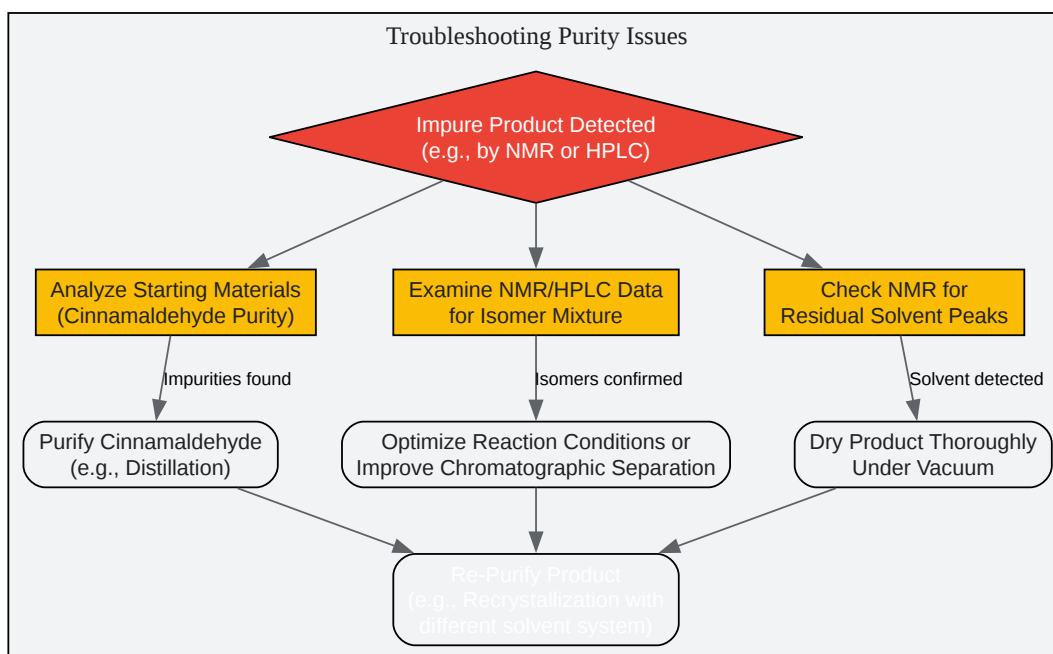 Troubleshooting Purity Issues
Impure Product Detected
(e.g., by NMR or HPLC)
Analyze Starting Materials
(Cinnamaldehyde Purity)
Examine NMR/HPLC Data
for Isomer Mixture
Check NMR for
Residual Solvent Peaks
Impurities found
Isomers confirmed
Solvent detected
Purify Cinnamaldehyde
(e.g., Distillation)
Optimize Reaction Conditions or
Improve Chromatographic Separation
Dry Product Thoroughly
Under Vacuum
Re-Purify Product
(e.g., Recrystallization with
different solvent system)